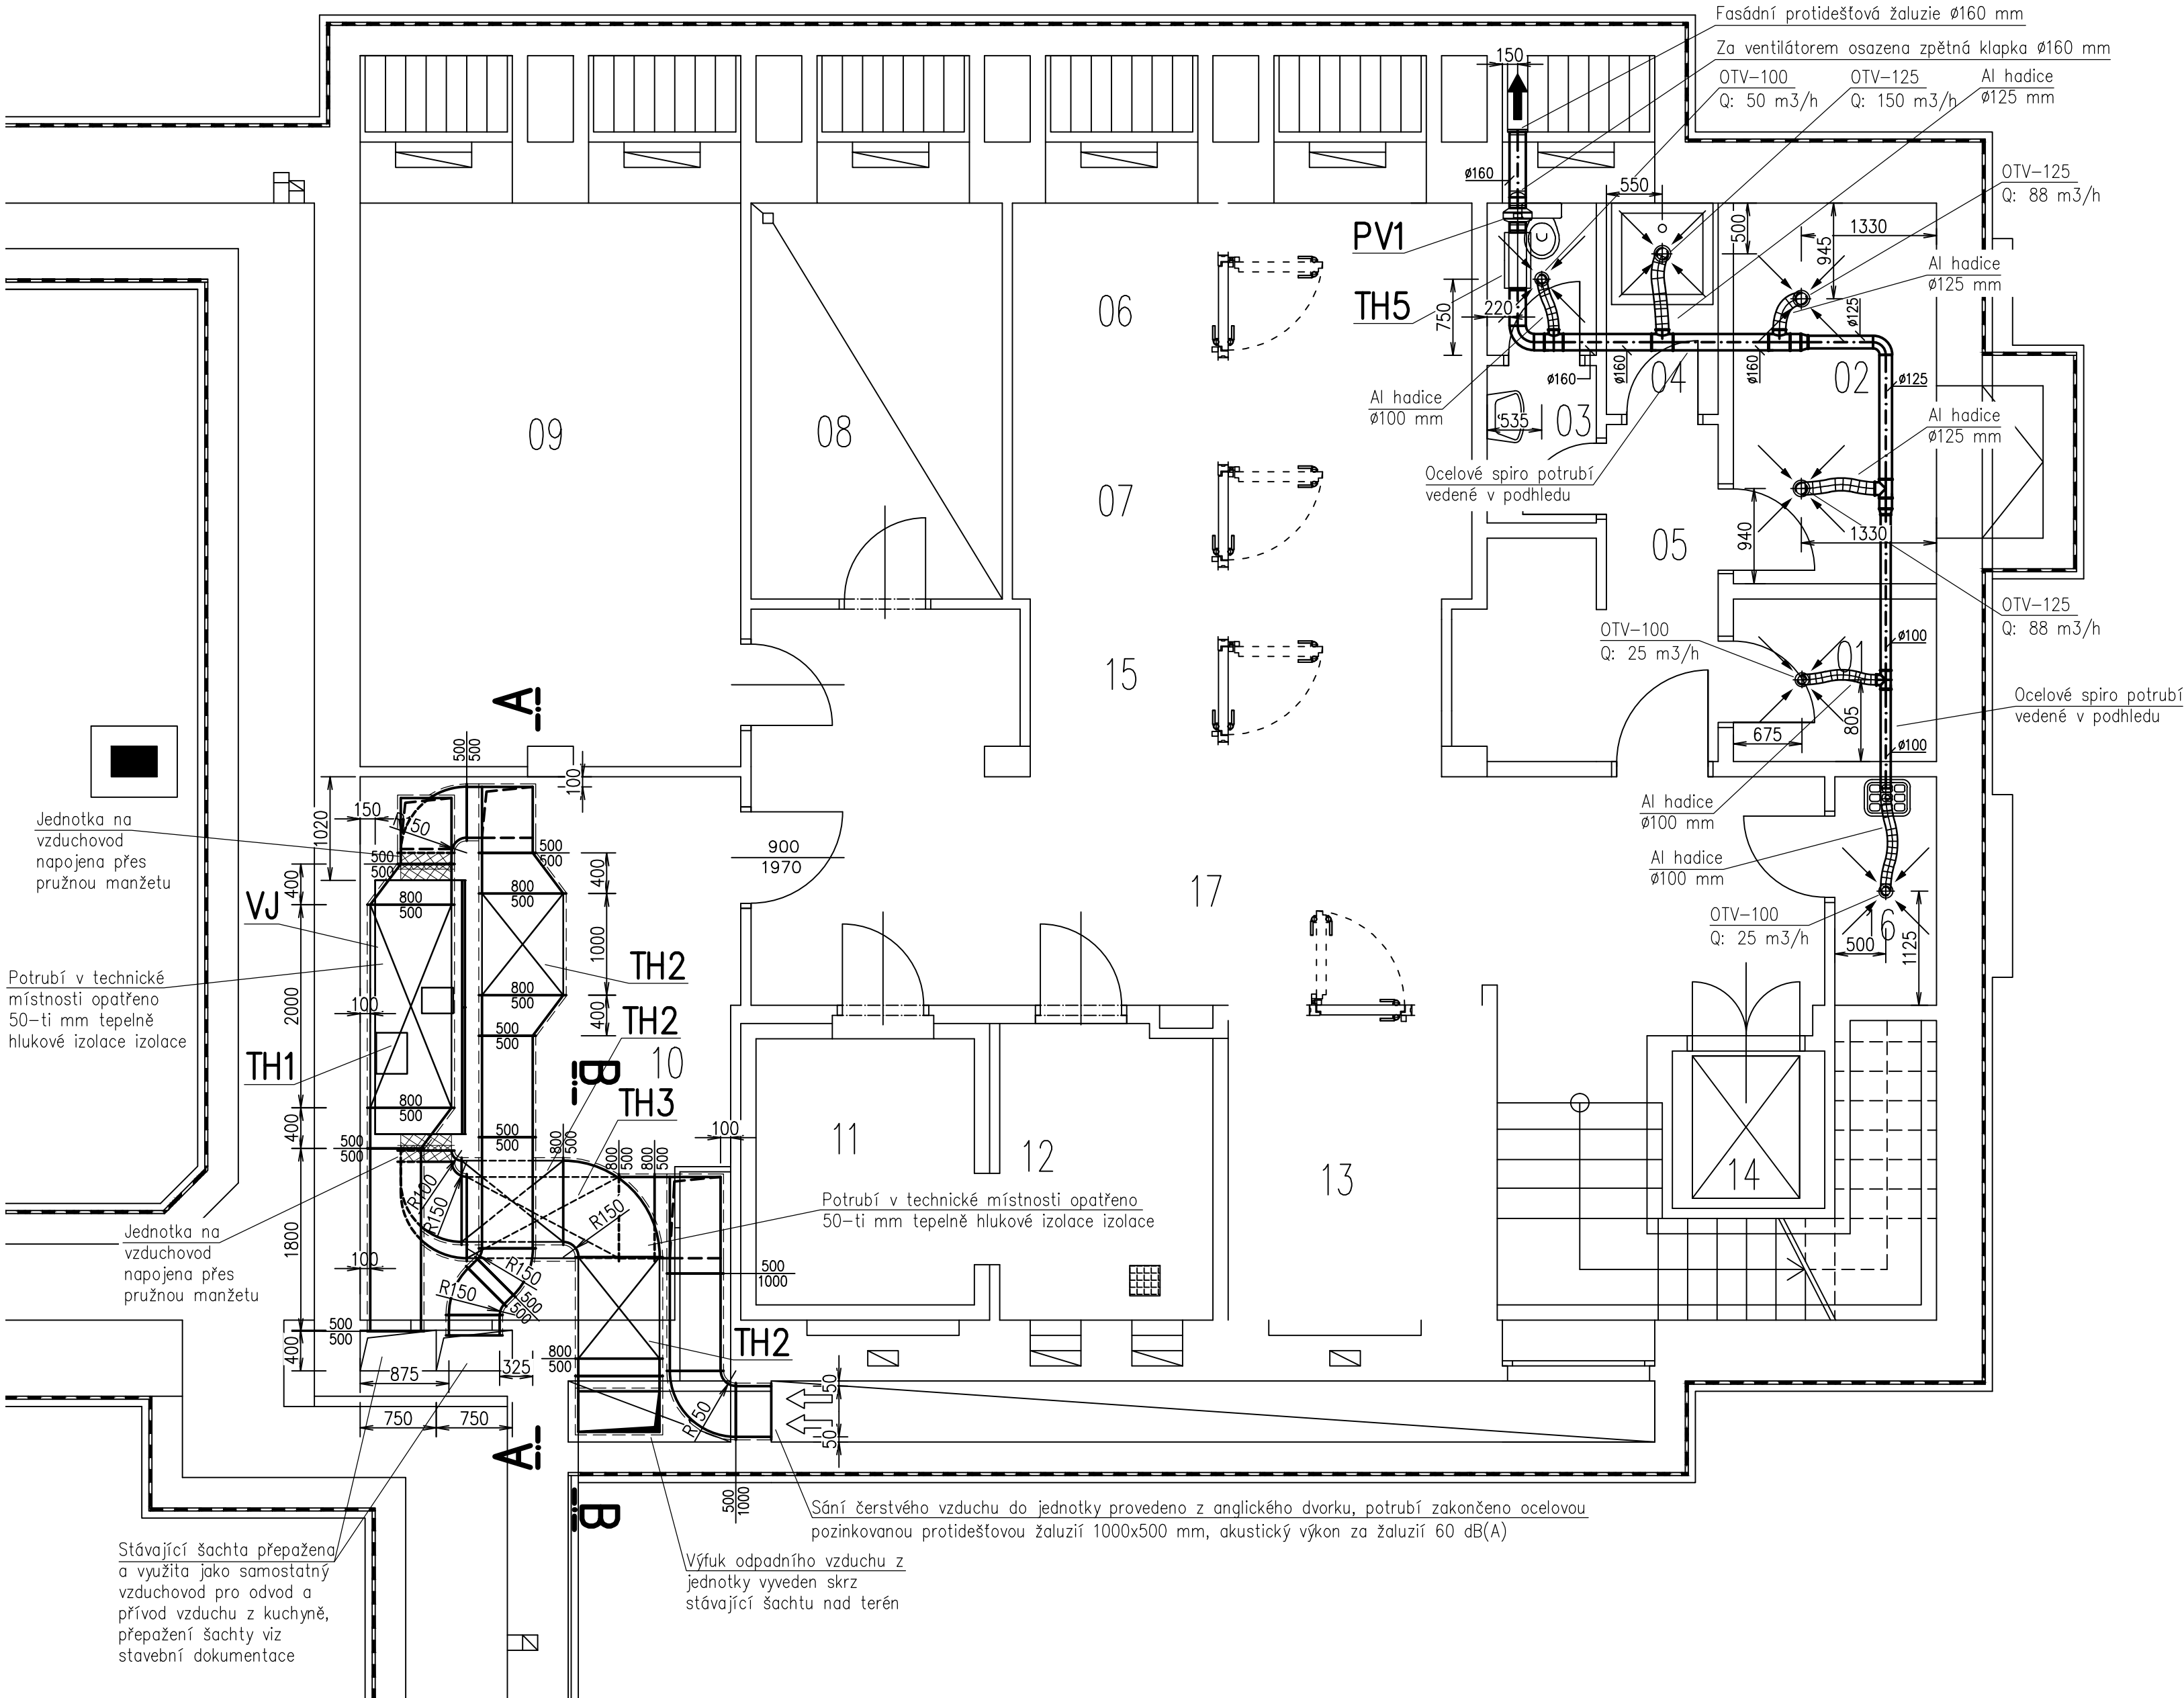 Fasádní protidešťová žaluzie ø160 mm
Za ventilátorem osazena zpětná klapka ø160 mm
150
OTV-100
Q: 50 m3/h
OTV-125
Q: 150 m3/h
Al hadice
ø125 mm
ø160
550
OTV-125
Q: 88 m3/h
PV1
500
945
1330
Al hadice
ø125 mm
TH5
750
220
ø125
06
ø160
ø160
ø160
04
02
ø125
Al hadice
ø100 mm
535
03
Al hadice
ø125 mm
09
08
07
Ocelové spiro potrubí
vedené v podhledu
05
940
1330
OTV-125
Q: 88 m3/h
OTV-100
Q: 25 m3/h
01
ø100
15
Ocelové spiro potrubí
vedené v podhledu
675
805
ø100
A
500
500
100
150
1020
R150
Jednotka na
vzduchovod
napojena přes
pružnou manžetu
500
500
500
500
400
400
900
1970
Al hadice
ø100 mm
Al hadice
ø100 mm
17
OTV-100
Q: 25 m3/h
16
500
1125
VJ
800
500
800
500
1000
TH2
Potrubí v technické
místnosti opatřeno
50-ti mm tepelně
hlukové izolace izolace
100
2000
800
500
400
TH2
500
500
10
TH1
B
TH3
800
500
400
500
500
500
500
800
500
800
500
800
500
100
11
12
13
14
R100
R150
R150
Potrubí v technické místnosti opatřeno
50-ti mm tepelně hlukové izolace izolace
Jednotka na
vzduchovod
napojena přes
pružnou manžetu
1800
100
R150
R150
500
500
500
1000
500
500
400
800
500
TH2
875
325
750
750
R150
50
50
A
500
1000
B
Sání čerstvého vzduchu do jednotky provedeno z anglického dvorku, potrubí zakončeno ocelovou
pozinkovanou protidešťovou žaluzií 1000x500 mm, akustický výkon za žaluzií 60 dB(A)
Výfuk odpadního vzduchu z
jednotky vyveden skrz
stávající šachtu nad terén
Stávající šachta přepažena
a využita jako samostatný
vzduchovod pro odvod a
přívod vzduchu z kuchyně,
přepažení šachty viz
stavební dokumentace